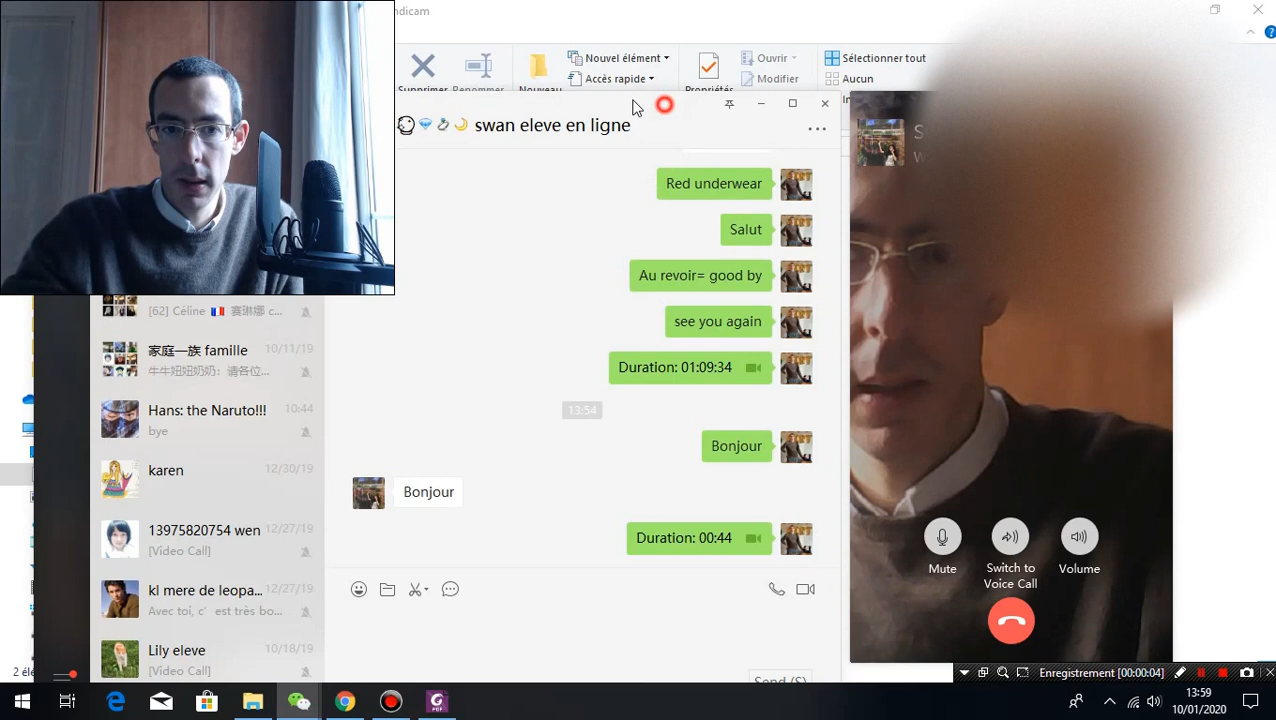 ndicam
Nouvel élément
Accès rapide
Ouvrir
Modifier
Sélectionner tout
Aucun
Supprimer
Renommer
Nouveau
Propriétés
swan eleve en ligne
Red underwear
Salut
Au revoir= good by
see you again
Duration: 01:09:34
13:54
Bonjour
Bonjour
Duration: 00:44
[62] Céline 🇫🇷 赛琳娜 c...
家庭一族 famille
10/11/19
牛牛妞妞奶奶：请各位...
Hans: the Naruto!!!
10:44
bye
karen
12/30/19
13975820754 wen
12/27/19
[Video Call]
kl mere de leopa...
12/27/19
Avec toi, c' est très bo...
Lily eleve
10/18/19
[Video Call]
Send (S)
Mute
Switch to
Voice Call
Volume
Enregistrement [00:00:04]
2 élé
13:59
10/01/2020